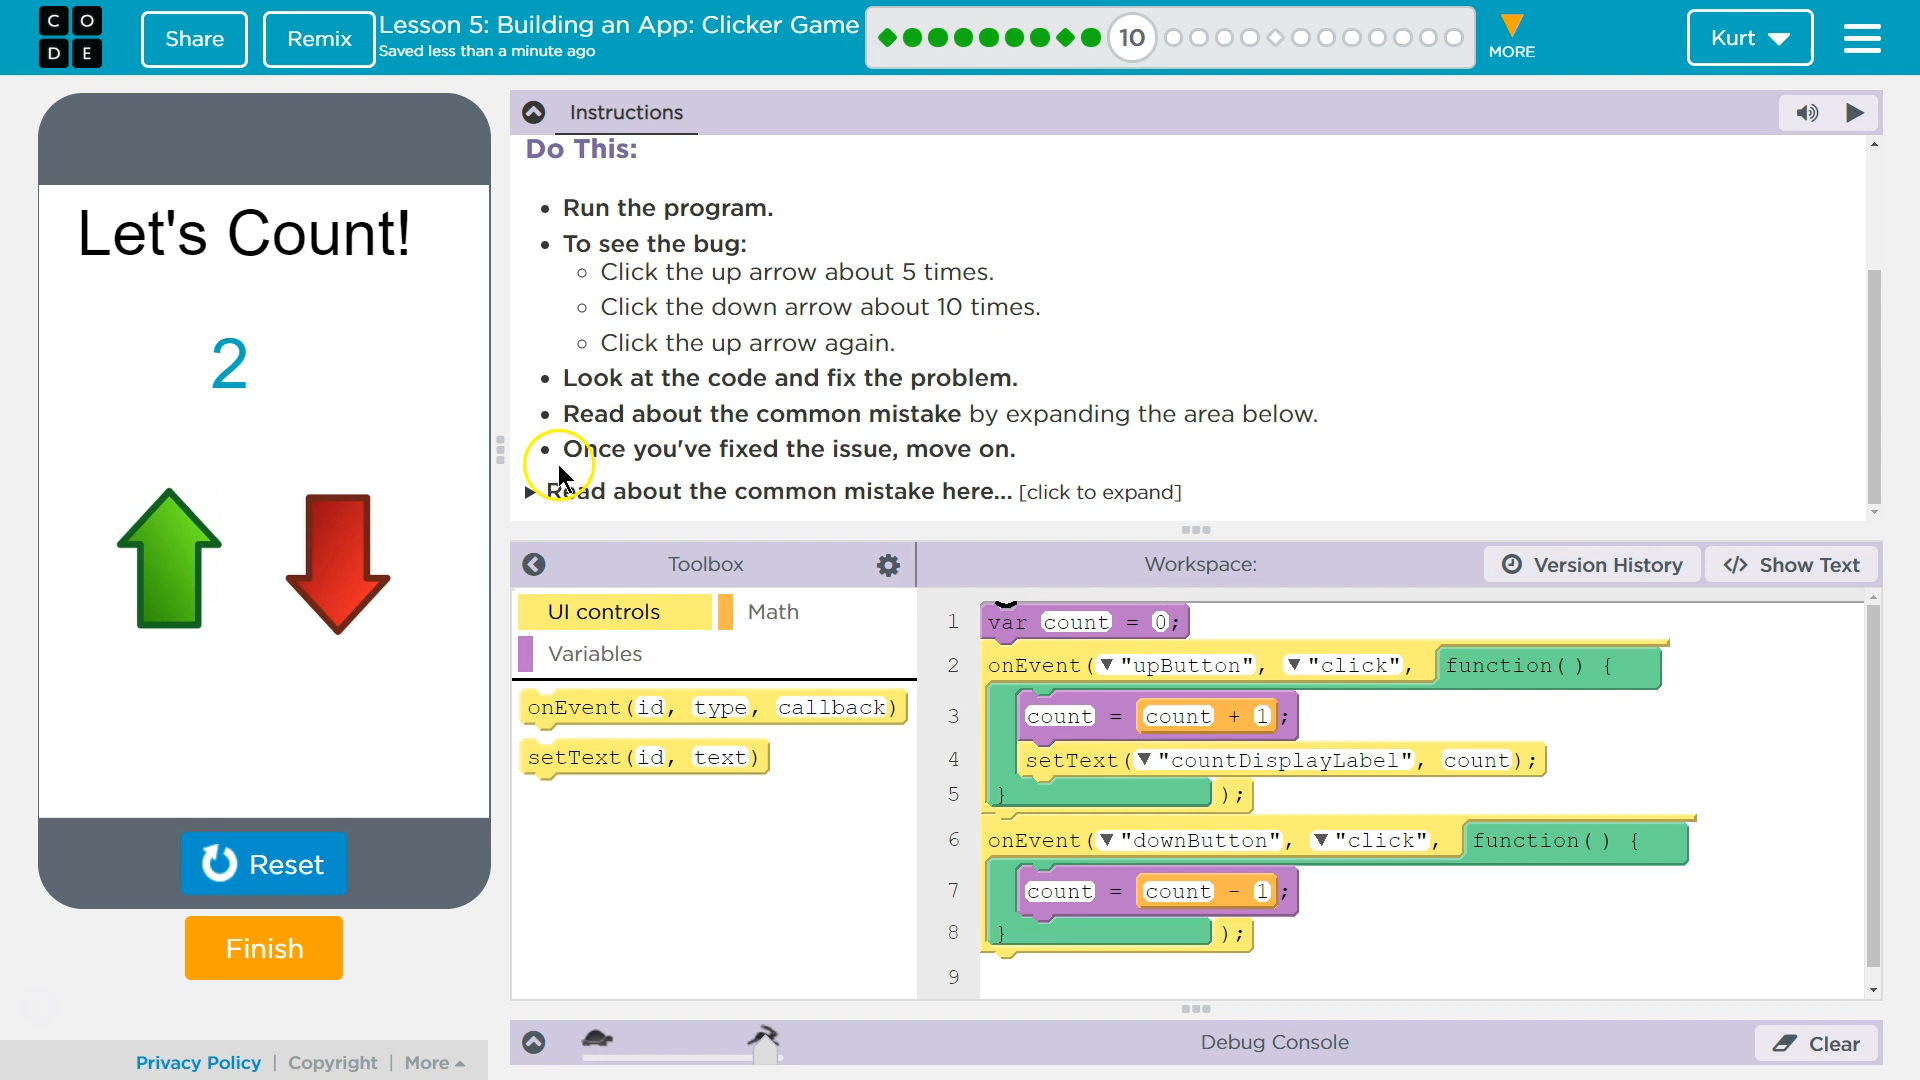 CODE
Share
Remix
Lesson 5: Building an App: Clicker Game
Saved less than a minute ago
10
MORE
Kurt
Let's Count!
2
Reset
Finish
Privacy Policy | Copyright | More
Instructions
Do This:
• Run the program.
• To see the bug:
◦ Click the up arrow about 5 times.
◦ Click the down arrow about 10 times.
◦ Click the up arrow again.
• Look at the code and fix the problem.
• Read about the common mistake by expanding the area below.
• Once you've fixed the issue, move on.
Read about the common mistake here... [click to expand]
Toolbox
UI controls
Math
Variables
onEvent(id, type, callback)
setText(id, text)
Workspace:
Version History
</> Show Text
1 var count = 0;
2 onEvent(▼"upButton", ▼"click", function( ) {
3 count = count + 1;
4 setText(▼"countDisplayLabel", count);
5 } );
6 onEvent(▼"downButton", ▼"click", function( ) {
7 count = count - 1;
8 } );
9
Debug Console
Clear